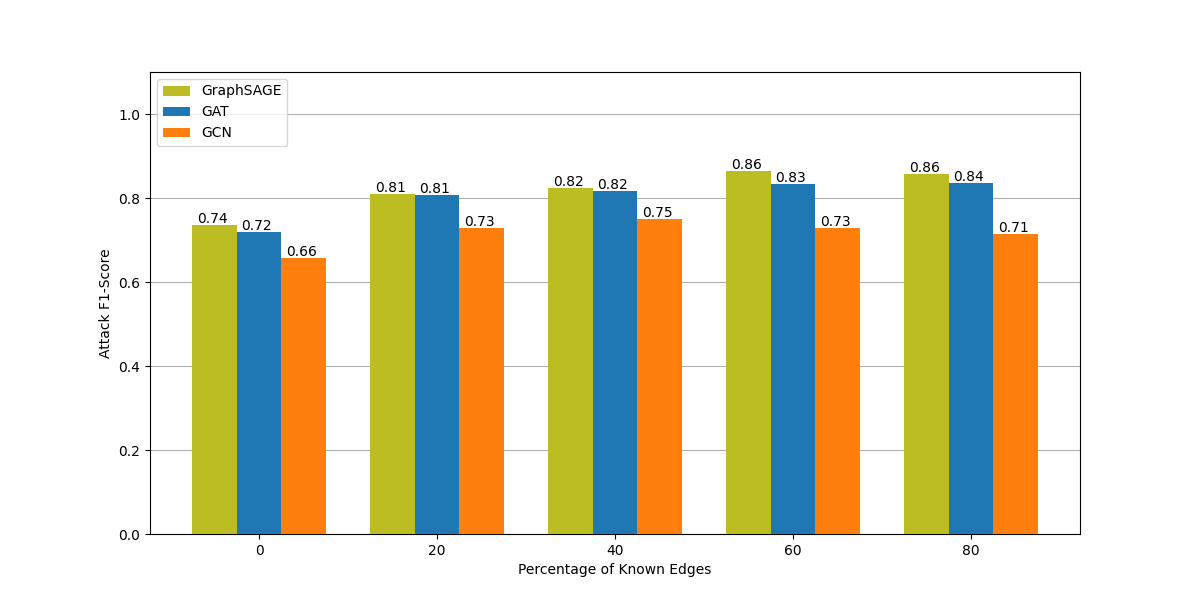 GraphSAGE
GAT
GCN
Attack F1-Score
1.0
0.8
0.6
0.4
0.2
0.0
0.74 0.72 0.66
0.81 0.81 0.73
0.82 0.82 0.75
0.86 0.83 0.73
0.86 0.84 0.71
0 20 40 60 80
Percentage of Known Edges